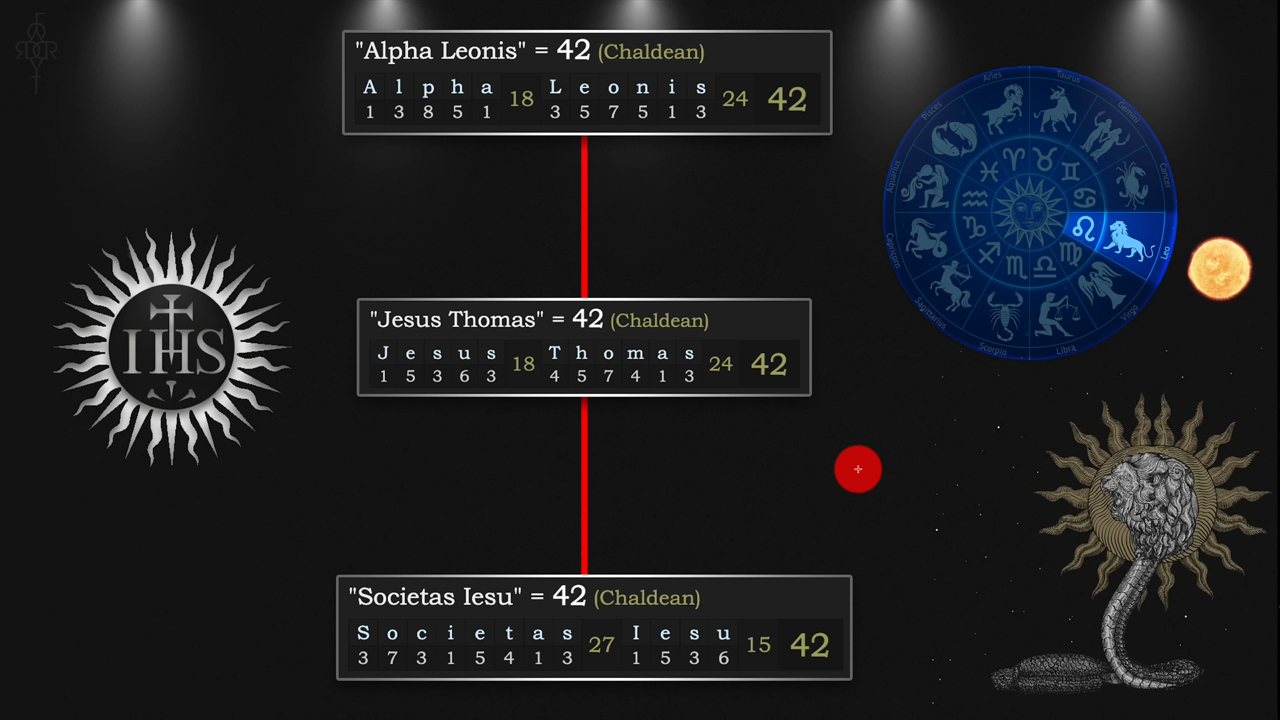 "Alpha Leonis" = 42 (Chaldean)
A l p h a 18 L e o n i s 24 42
1 3 8 5 1 3 5 7 5 1 3
Aries
Taurus
Pisces
Gemini
Aquarius
Cancer
Capricorn
Leo
Sagittarius
Virgo
Scorpio
Libra
IHS
"Jesus Thomas" = 42 (Chaldean)
J e s u s 18 T h o m a s 24 42
1 5 3 6 3 4 5 7 4 1 3
"Societas Iesu" = 42 (Chaldean)
S o c i e t a s 27 I e s u 15 42
3 7 3 1 5 4 1 3 1 5 3 6